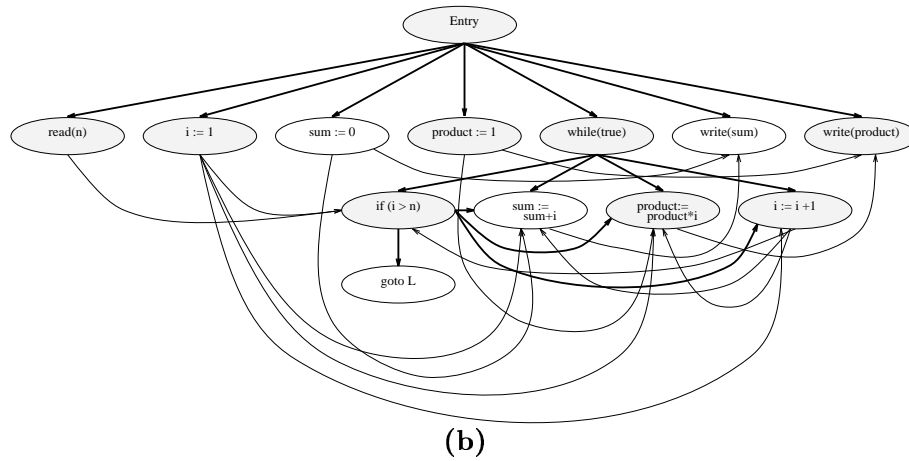 Entry
read(n)
i := 1
sum := 0
product := 1
while(true)
write(sum)
write(product)
if (i > n)
sum :=
sum+i
product:=
product*i
i := i +1
goto L
(b)